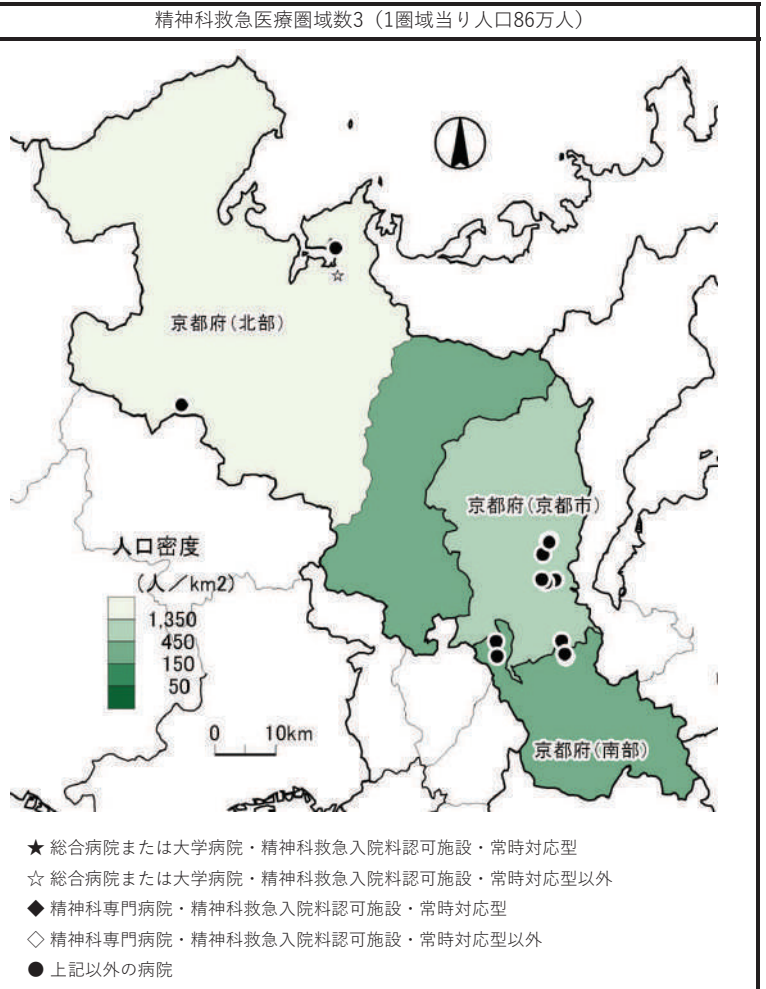 精神科救急医療圏域数3（1圏域当り人口86万人）
京都府(北部)
京都府(京都市)
人口密度
(人／km2)
1,350
450
150
50
0 10km
京都府(南部)
★ 総合病院または大学病院・精神科救急入院料認可施設・常時対応型
☆ 総合病院または大学病院・精神科救急入院料認可施設・常時対応型以外
◆ 精神科専門病院・精神科救急入院料認可施設・常時対応型
◇ 精神科専門病院・精神科救急入院料認可施設・常時対応型以外
● 上記以外の病院